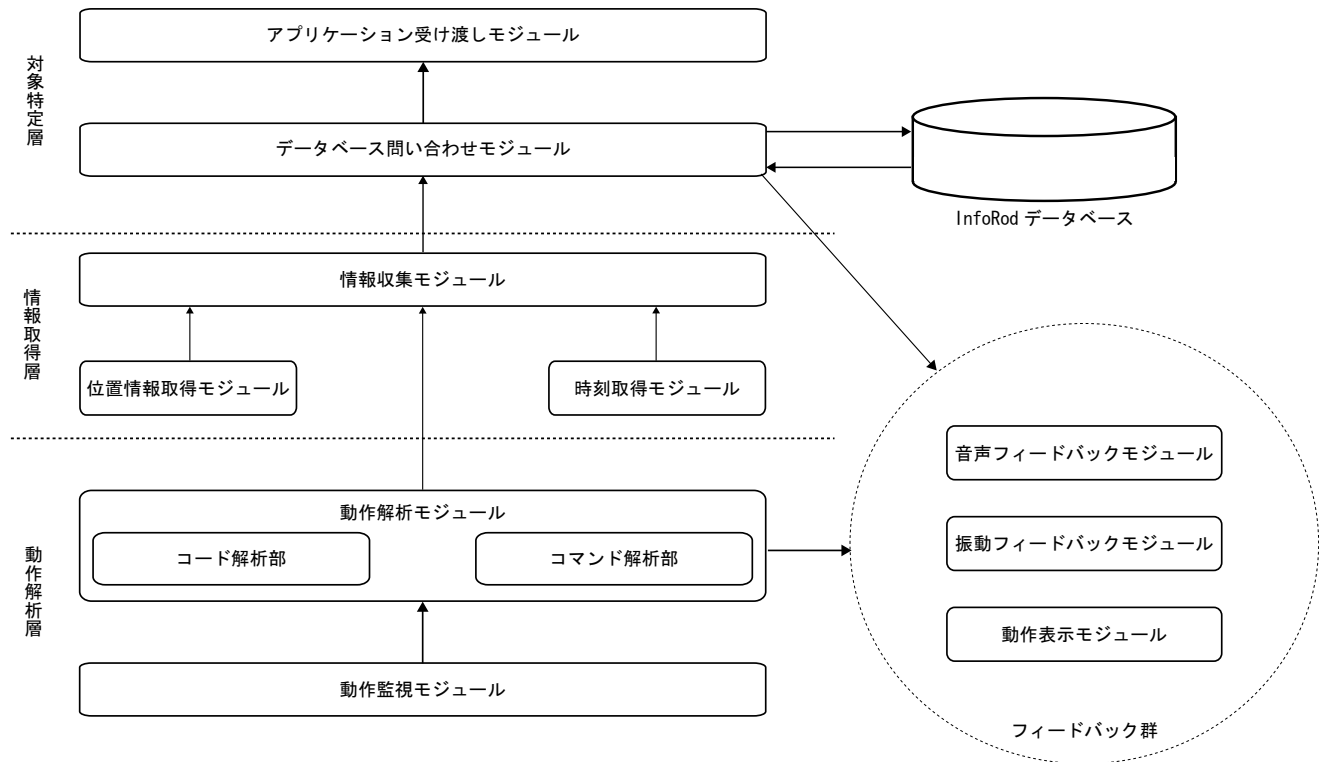 対象特定層
アプリケーション受け渡しモジュール
データベース問い合わせモジュール
InfoRod データベース
情報取得層
情報収集モジュール
位置情報取得モジュール
時刻取得モジュール
動作解析層
動作解析モジュール
コード解析部
コマンド解析部
動作監視モジュール
音声フィードバックモジュール
振動フィードバックモジュール
動作表示モジュール
フィードバック群